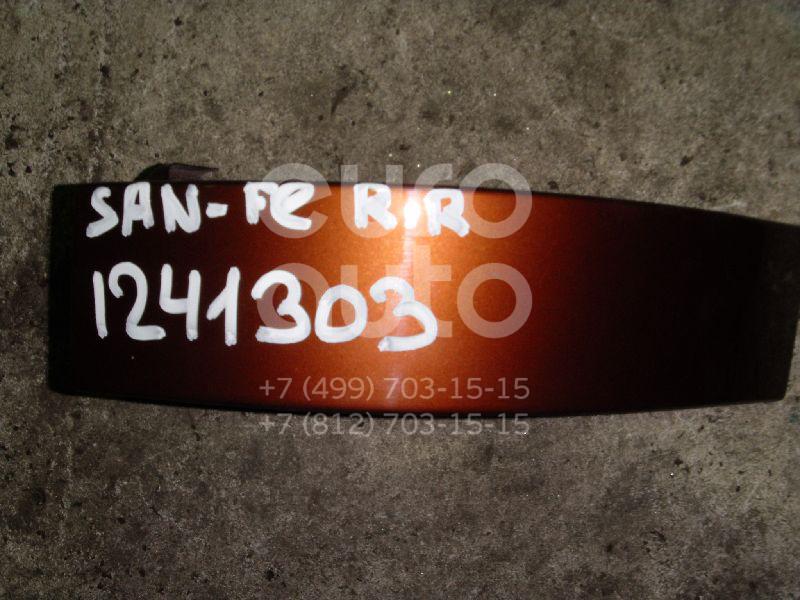 SAN-FE R.R
1241303
euro
auto
+7 (499) 703-15-15
+7 (812) 703-15-15